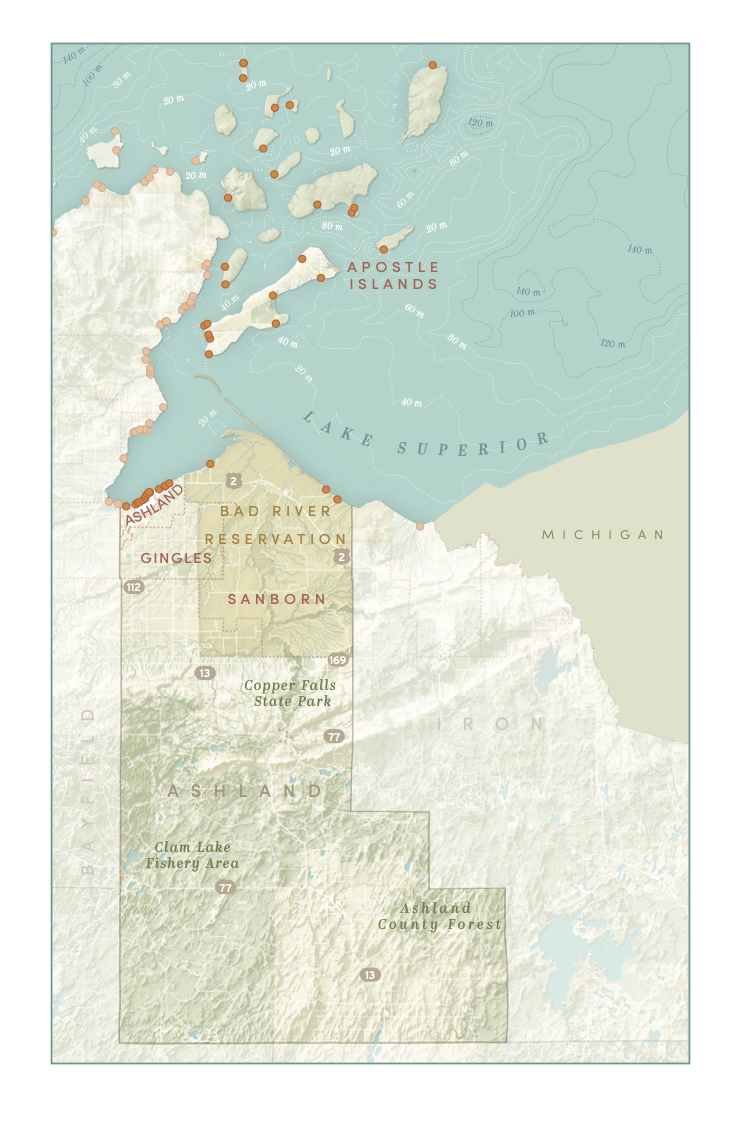 140 m
100 m
80 m
20 m
20 m
120 m
40 m
20 m
80 m
20 m
60 m
80 m
20 m
140 m
APOSTLE
ISLANDS
140 m
40 m
60 m
100 m
40 m
80 m
120 m
20 m
40 m
20 m
LAKE SUPERIOR
2
ASHLAND
BAD RIVER
RESERVATION
MICHIGAN
GINGLES
2
112
SANBORN
169
13
Copper Falls
State Park
IRON
77
BAYFIELD
ASHLAND
Clam Lake
Fishery Area
77
Ashland
County Forest
13